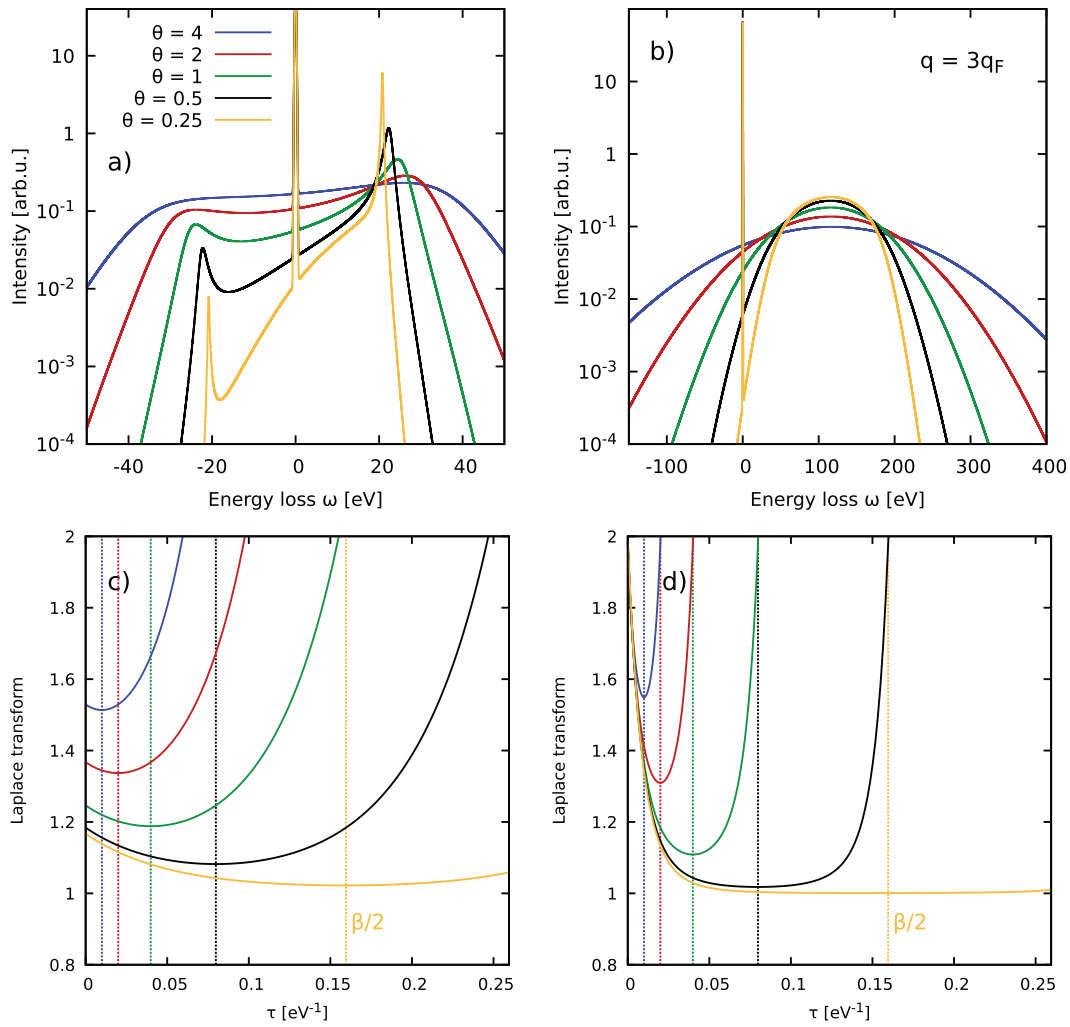 θ = 4
θ = 2
θ = 1
θ = 0.5
θ = 0.25
a)
10
1
10⁻¹
10⁻²
10⁻³
10⁻⁴
Intensity [arb.u.]
-40 -20 0 20 40
Energy loss ω [eV]
b)
q = 3q_F
10
1
10⁻¹
10⁻²
10⁻³
10⁻⁴
Intensity [arb.u.]
-100 0 100 200 300 400
Energy loss ω [eV]
c)
2
1.8
1.6
1.4
1.2
1
0.8
Laplace transform
β/2
0 0.05 0.1 0.15 0.2 0.25
τ [eV⁻¹]
d)
2
1.8
1.6
1.4
1.2
1
0.8
Laplace transform
β/2
0 0.05 0.1 0.15 0.2 0.25
τ [eV⁻¹]